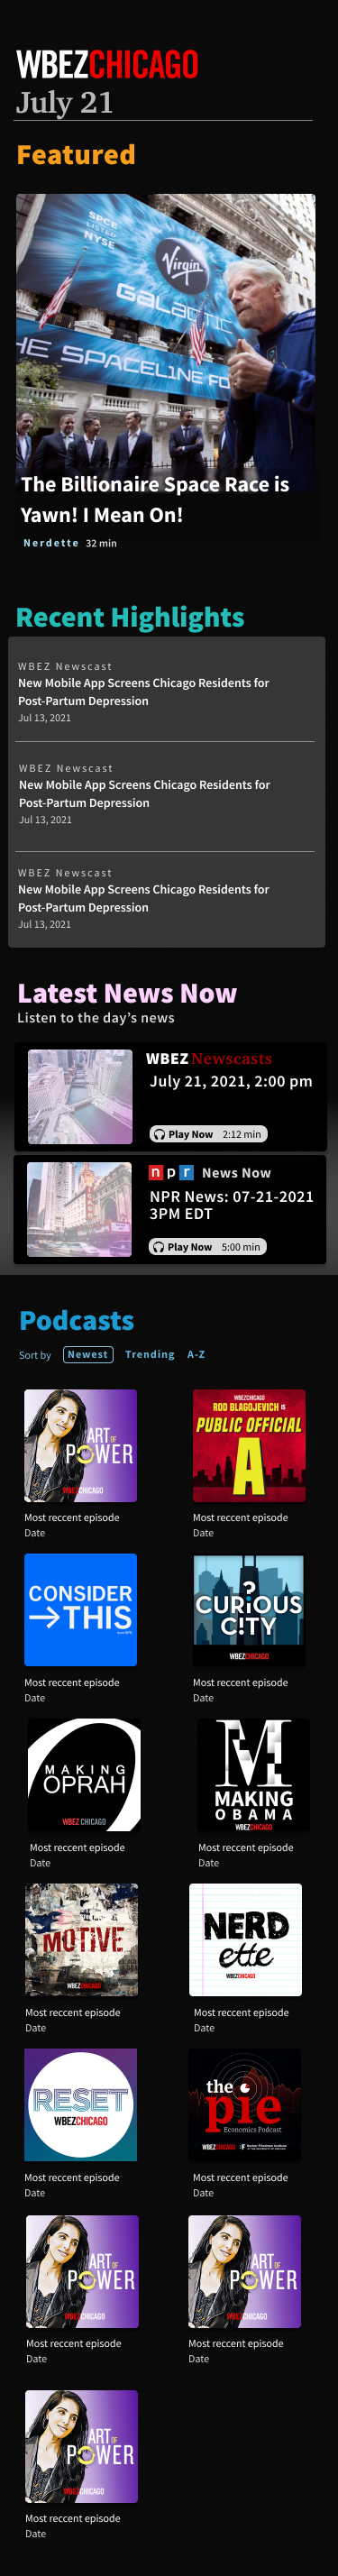 WBEZCHICAGO
July 21
Featured
SPCE
LISTED
NYSE
Virgin
GALACTIC
HE SPACELINE FO
The Billionaire Space Race is
Yawn! I Mean On!
Nerdette 32 min
Recent Highlights
WBEZ Newscast
New Mobile App Screens Chicago Residents for
Post-Partum Depression
Jul 13, 2021
WBEZ Newscast
New Mobile App Screens Chicago Residents for
Post-Partum Depression
Jul 13, 2021
WBEZ Newscast
New Mobile App Screens Chicago Residents for
Post-Partum Depression
Jul 13, 2021
Latest News Now
Listen to the day's news
WBEZ Newscasts
July 21, 2021, 2:00 pm
Play Now 2:12 min
npr News Now
NPR News: 07-21-2021
3PM EDT
Play Now 5:00 min
Podcasts
Sort by Newest Trending A-Z
ART
OF
POWER
WBEZCHICAGO
Most reccent episode
Date
WBEZCHICAGO
ROD BLAGOJEVICH IS
PUBLIC OFFICIAL
A
Most reccent episode
Date
CONSIDER
→THIS
Most reccent episode
Date
CURIOUS
C!TY
WBEZCHICAGO
Most reccent episode
Date
MAKING
OPRAH
WBEZ CHICAGO
Most reccent episode
Date
M
MAKING
OBAMA
WBEZCHICAGO
Most reccent episode
Date
MOTIVE
WBEZCHICAGO
Most reccent episode
Date
NERD
ette
WBEZCHICAGO
Most reccent episode
Date
RESET
WBEZCHICAGO
Most reccent episode
Date
the
pie
Economics Podcast
WBEZCHICAGO
Most reccent episode
Date
ART
OF
POWER
WBEZCHICAGO
Most reccent episode
Date
ART
OF
POWER
WBEZCHICAGO
Most reccent episode
Date
ART
OF
POWER
WBEZCHICAGO
Most reccent episode
Date